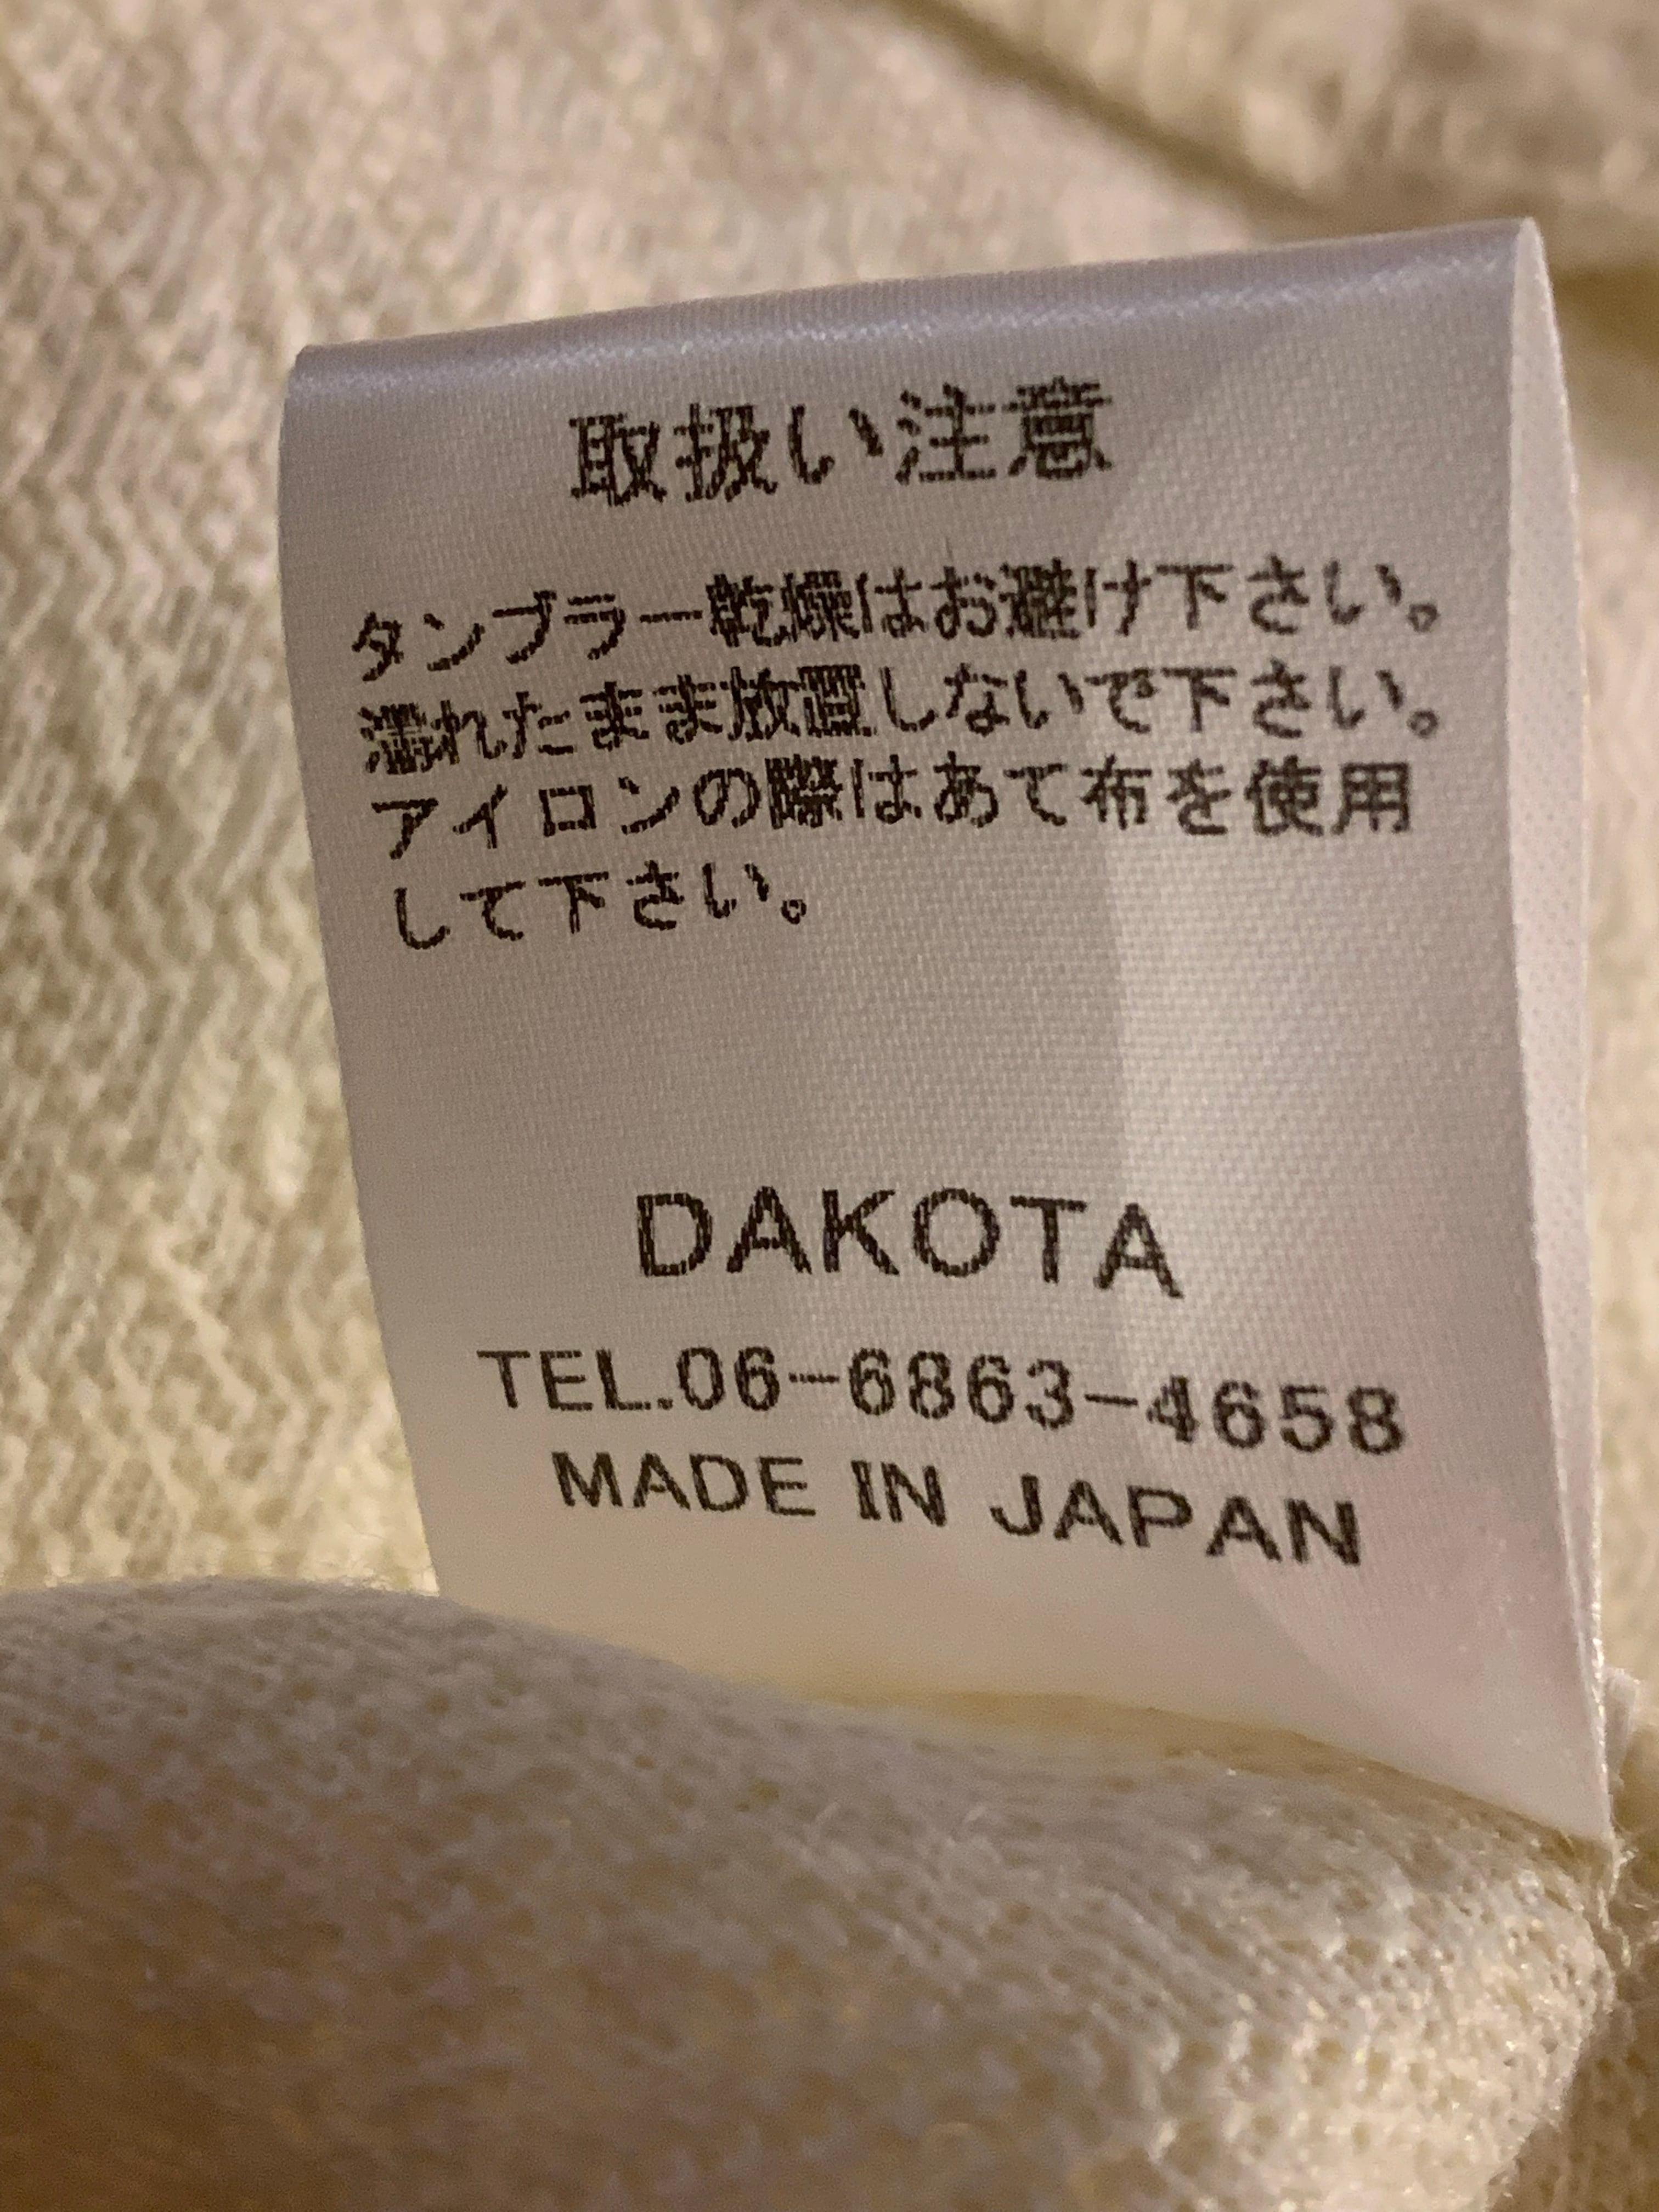 取扱い注意
タンブラー乾燥はお避け下さい。
濡れたまま放置しないで下さい。
アイロンの際はあて布を使用
して下さい。
DAKOTA
TEL.06-6863-4658
MADE IN JAPAN